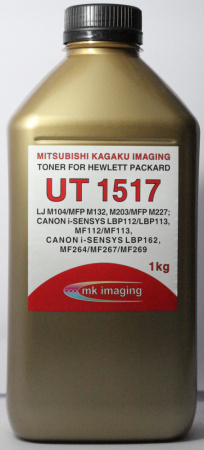 MITSUBISHI KAGAKU IMAGING
TONER FOR HEWLETT PACKARD
UT 1517
LJ M104/MFP M132, M203/MFP M227;
CANON i-SENSYS LBP112/LBP113,
MF112/MF113,
CANON i-SENSYS LBP162,
MF264/MF267/MF269
1kg
mk imaging